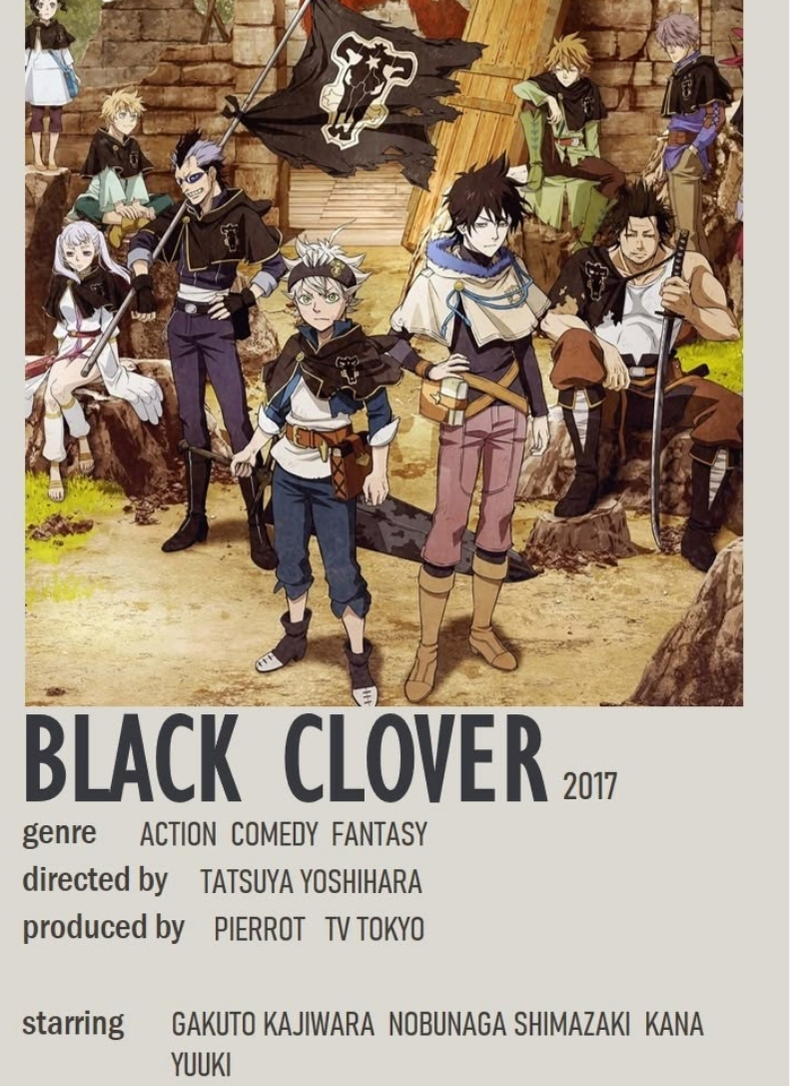 BLACK CLOVER 2017
genre ACTION COMEDY FANTASY
directed by TATSUYA YOSHIHARA
produced by PIERROT TV TOKYO
starring GAKUTO KAJIWARA NOBUNAGA SHIMAZAKI KANA
YUUKI